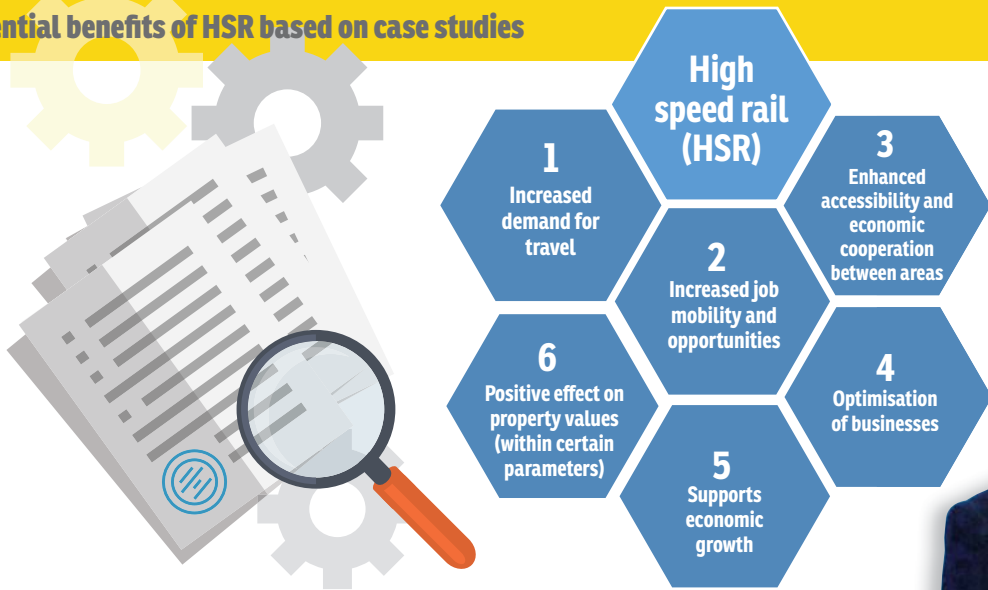 benefits of HSR based on case studies
High
speed rail
(HSR)
1
Increased
demand for
travel
2
Increased job
mobility and
opportunities
3
Enhanced
accessibility and
economic
cooperation
between areas
4
Optimisation
of businesses
5
Supports
economic
growth
6
Positive effect on
property values
(within certain
parameters)